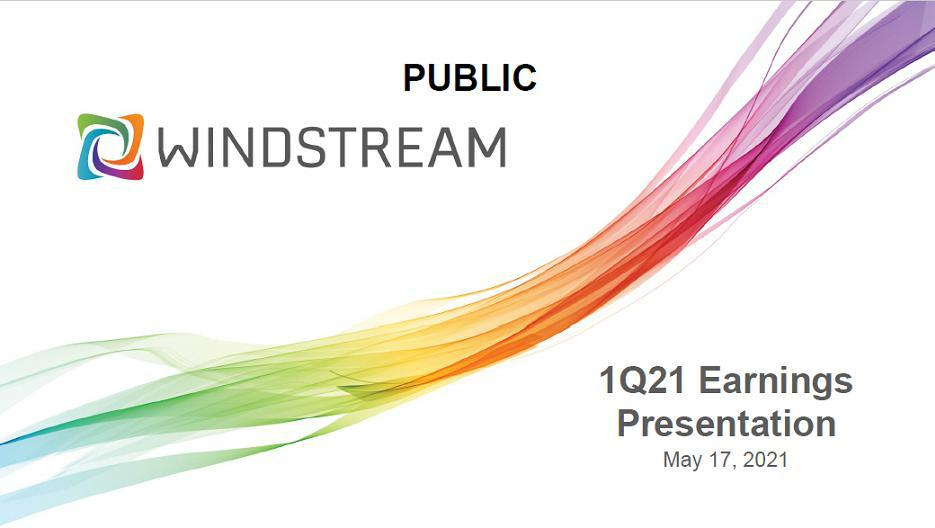 PUBLIC
WINDSTREAM
1Q21 Earnings
Presentation
May 17, 2021